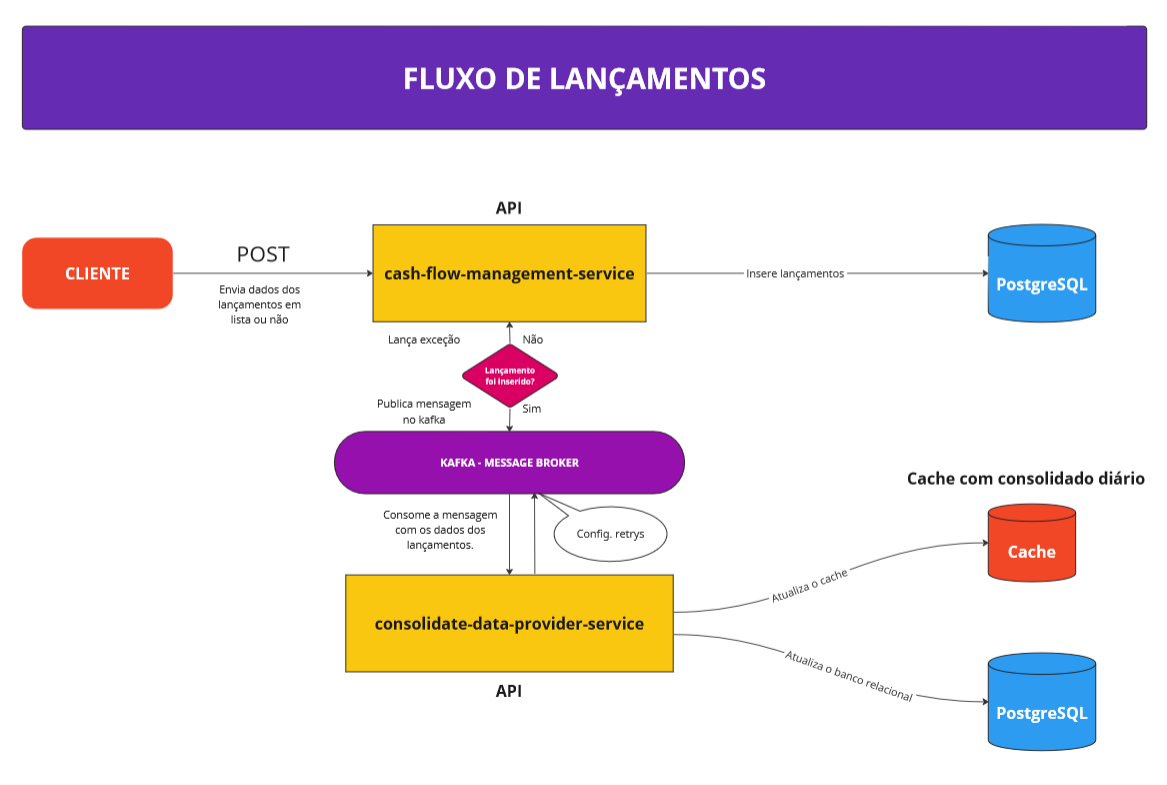 FLUXO DE LANÇAMENTOS
API
CLIENTE
POST
Envia dados dos
lançamentos em
lista ou não
cash-flow-management-service
Insere lançamentos
PostgreSQL
Lança exceção
Não
Lançamento
foi inserido?
Publica mensagem
no kafka
Sim
KAFKA - MESSAGE BROKER
Consome a mensagem
com os dados dos
lançamentos.
Config. retrys
Cache com consolidado diário
Cache
Atualiza o cache
consolidate-data-provider-service
Atualiza o banco relacional
API
PostgreSQL